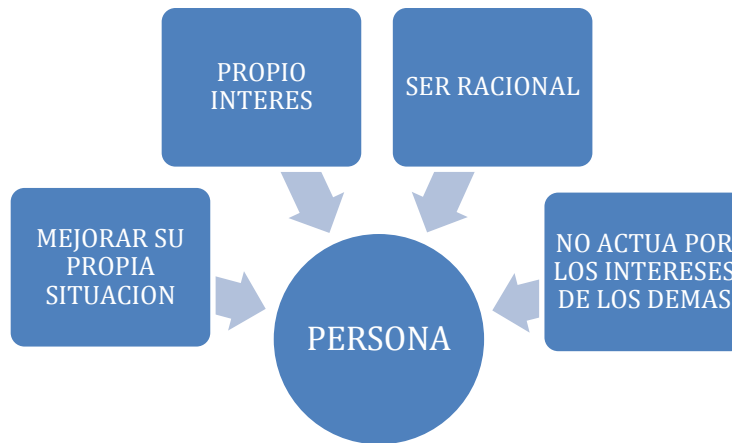 PROPIO
INTERES
SER RACIONAL
MEJORAR SU
PROPIA
SITUACION
NO ACTUA POR
LOS INTERESES
DE LOS DEMAS
PERSONA